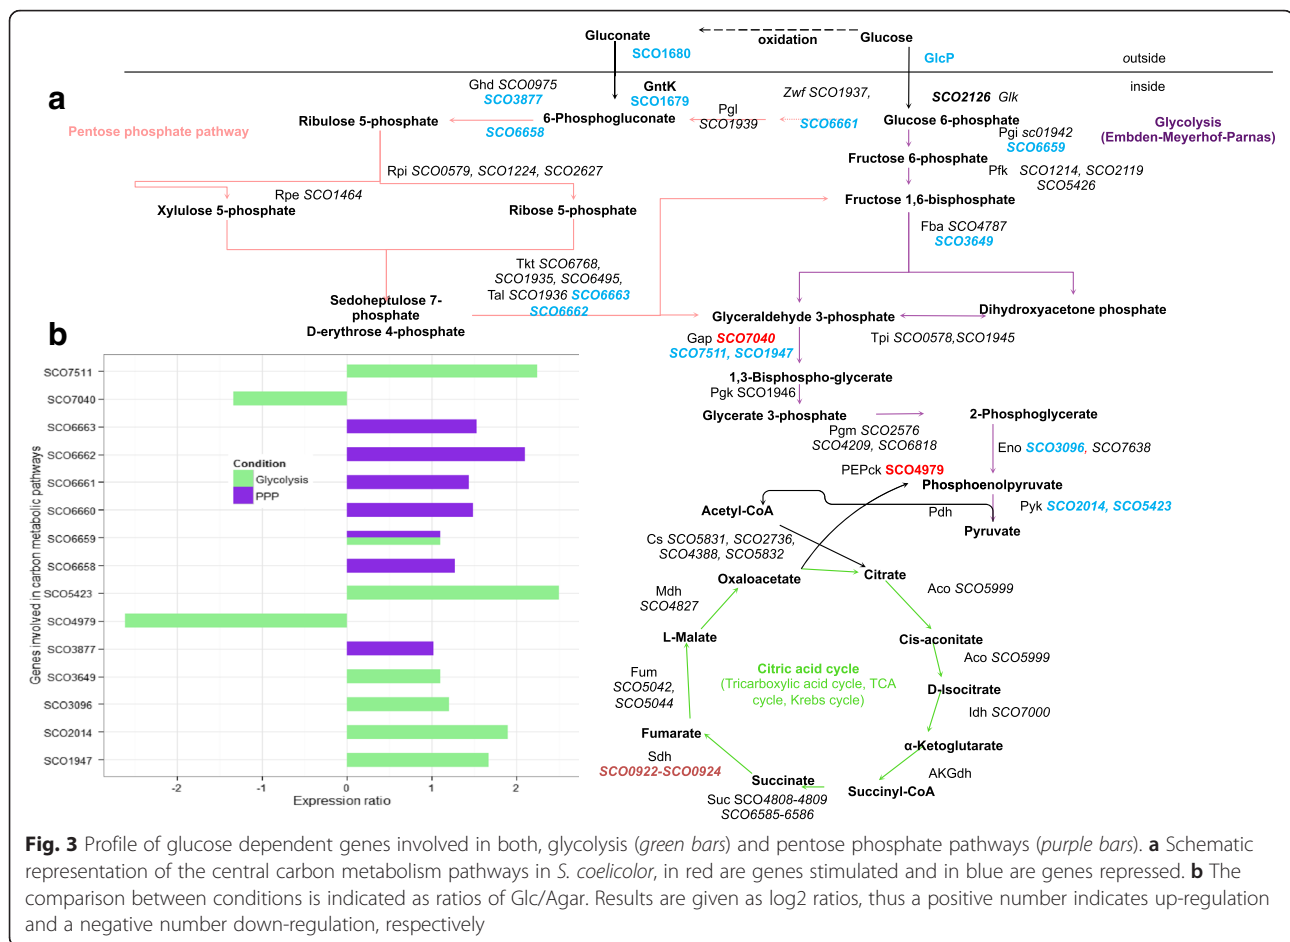 Gluconate
oxidation
Glucose
SCO1680
GlcP
outside
inside
a
Ghd SCO0975
SCO3877
GntK
SCO1679
Zwf SCO1937,
SCO2126 Glk
Pentose phosphate pathway
Ribulose 5-phosphate
SCO6658
6-Phosphogluconate
Pgl
SCO1939
SCO6661
Glucose 6-phosphate
Glycolysis
(Embden-Meyerhof-Parnas)
Pgi sc01942
SCO6659
Fructose 6-phosphate
Pfk SCO1214, SCO2119
SCO5426
Rpi SCO0579, SCO1224, SCO2627
Rpe SCO1464
Xylulose 5-phosphate
Ribose 5-phosphate
Fructose 1,6-bisphosphate
Fba SCO4787
SCO3649
Tkt SCO6768,
SCO1935, SCO6495,
Tal SCO1936 SCO6663
SCO6662
Sedoheptulose 7-
phosphate
D-erythrose 4-phosphate
Glyceraldehyde 3-phosphate
Dihydroxyacetone phosphate
Gap SCO7040
SCO7511, SCO1947
Tpi SCO0578,SCO1945
1,3-Bisphospho-glycerate
Pgk SCO1946
Glycerate 3-phosphate
2-Phosphoglycerate
Pgm SCO2576
SCO4209, SCO6818
Eno SCO3096, SCO7638
PEPck SCO4979
Phosphoenolpyruvate
Pyk SCO2014, SCO5423
Acetyl-CoA
Pdh
Pyruvate
Cs SCO5831, SCO2736,
SCO4388, SCO5832
Oxaloacetate
Citrate
Mdh
SCO4827
Aco SCO5999
L-Malate
Cis-aconitate
Aco SCO5999
Fum
SCO5042,
SCO5044
Citric acid cycle
(Tricarboxylic acid cycle, TCA
cycle, Krebs cycle)
D-Isocitrate
Idh SCO7000
Fumarate
α-Ketoglutarate
Sdh
SCO0922-SCO0924
AKGdh
Succinate
Succinyl-CoA
Suc SCO4808-4809
SCO6585-6586
b
Genes involved in carbon metabolic pathways
SCO7511
SCO7040
SCO6663
SCO6662
SCO6661
SCO6660
SCO6659
SCO6658
SCO5423
SCO4979
SCO3877
SCO3649
SCO3096
SCO2014
SCO1947
Condition
Glycolysis
PPP
-2 -1 0 1 2
Expression ratio
Fig. 3 Profile of glucose dependent genes involved in both, glycolysis (green bars) and pentose phosphate pathways (purple bars). a Schematic
representation of the central carbon metabolism pathways in S. coelicolor, in red are genes stimulated and in blue are genes repressed. b The
comparison between conditions is indicated as ratios of Glc/Agar. Results are given as log2 ratios, thus a positive number indicates up-regulation
and a negative number down-regulation, respectively